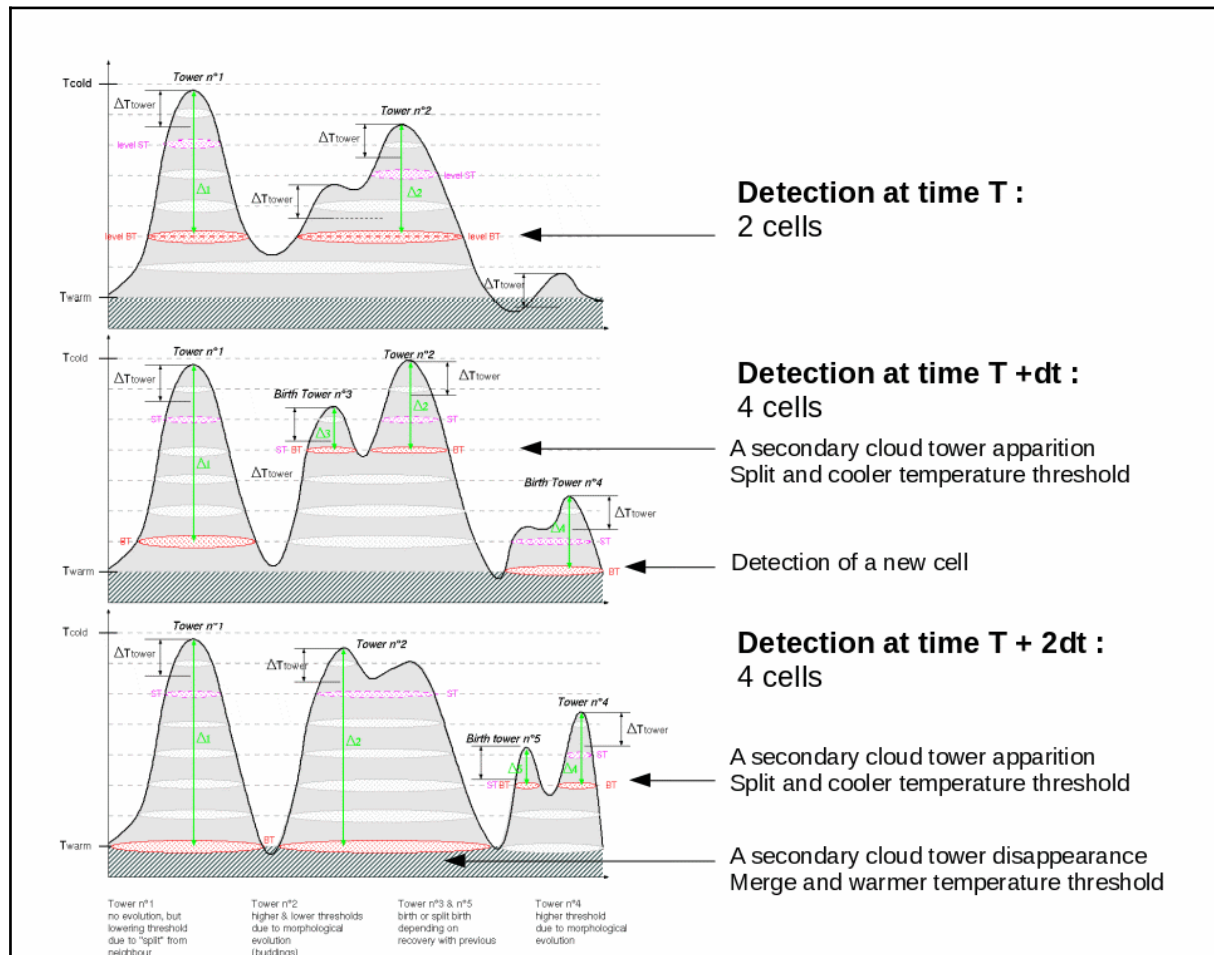 Tower n°1
Tcold
ΔTtower
Tower n°2
ΔTtower
level ST
level ST
Δ1
ΔTtower
Δ2
level BT
level BT
ΔTtower
Twarm
Detection at time T :
2 cells
Tower n°1
Tower n°2
Tcold
ΔTtower
ΔTtower
Birth Tower n°3
Δ2
ST
ST
Δ3
ST BT
BT
Δ1
ΔTtower
Birth Tower n°4
ΔTtower
Δ4
BT
ST
Twarm
BT
Detection at time T +dt :
4 cells
A secondary cloud tower apparition
Split and cooler temperature threshold
Detection of a new cell
Tower n°1
Tcold
Tower n°2
ΔTtower
ΔTtower
ST
ST
Tower n°4
ΔTtower
Birth tower n°5
Δ1
Δ2
ST
Δ5
Δ4
STBT
BT
BT
Twarm
Detection at time T + 2dt :
4 cells
A secondary cloud tower apparition
Split and cooler temperature threshold
A secondary cloud tower disappearance
Merge and warmer temperature threshold
Tower n°1
no evolution, but
lowering threshold
due to "split" from
neighbour
Tower n°2
higher & lower thresholds
due to morphological
evolution
(buddings)
Tower n°3 & n°5
birth or split birth
depending on
recovery with previous
Tower n°4
higher threshold
due to morphological
evolution